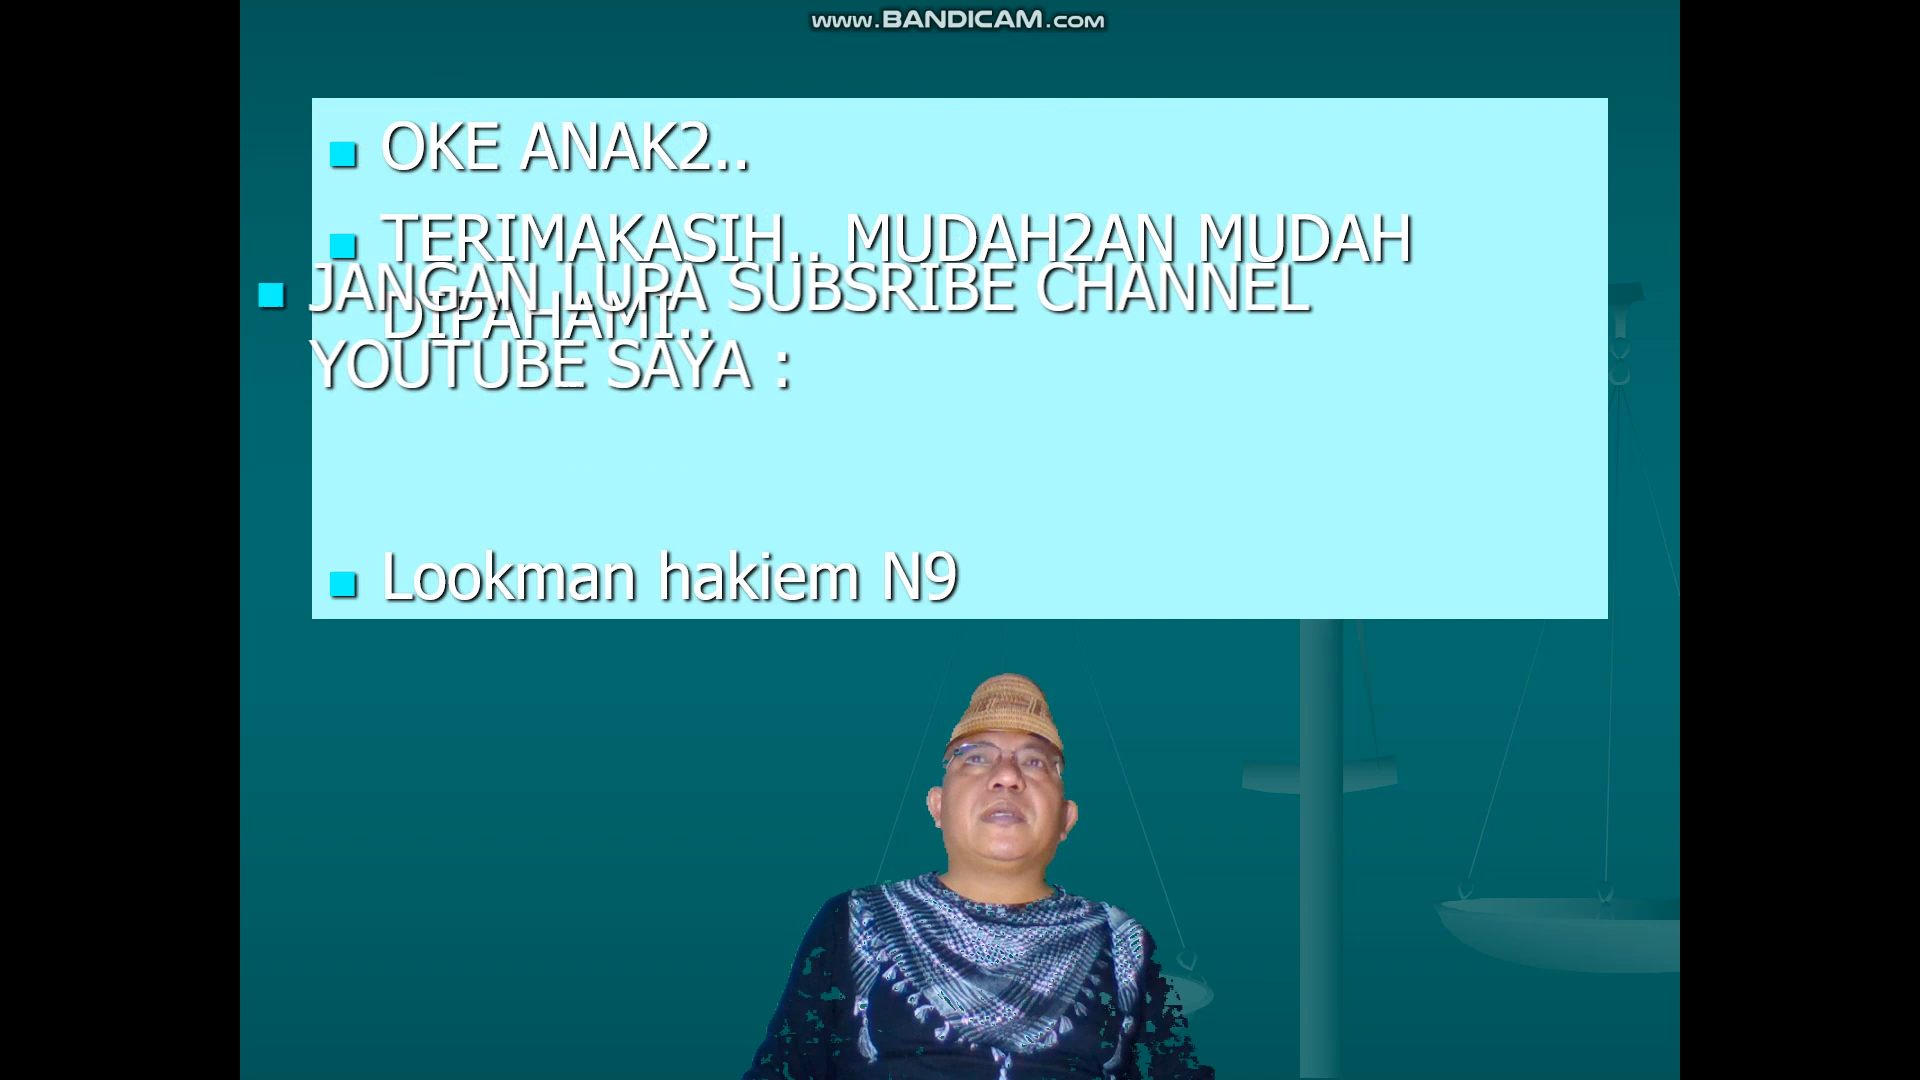 www.BANDICAM.com
OKE ANAK2..
TERIMAKASIH.. MUDAH2AN MUDAH
DIPAHAMI..
JANGAN LUPA SUBSRIBE CHANNEL
YOUTUBE SAYA :
Lookman hakiem N9